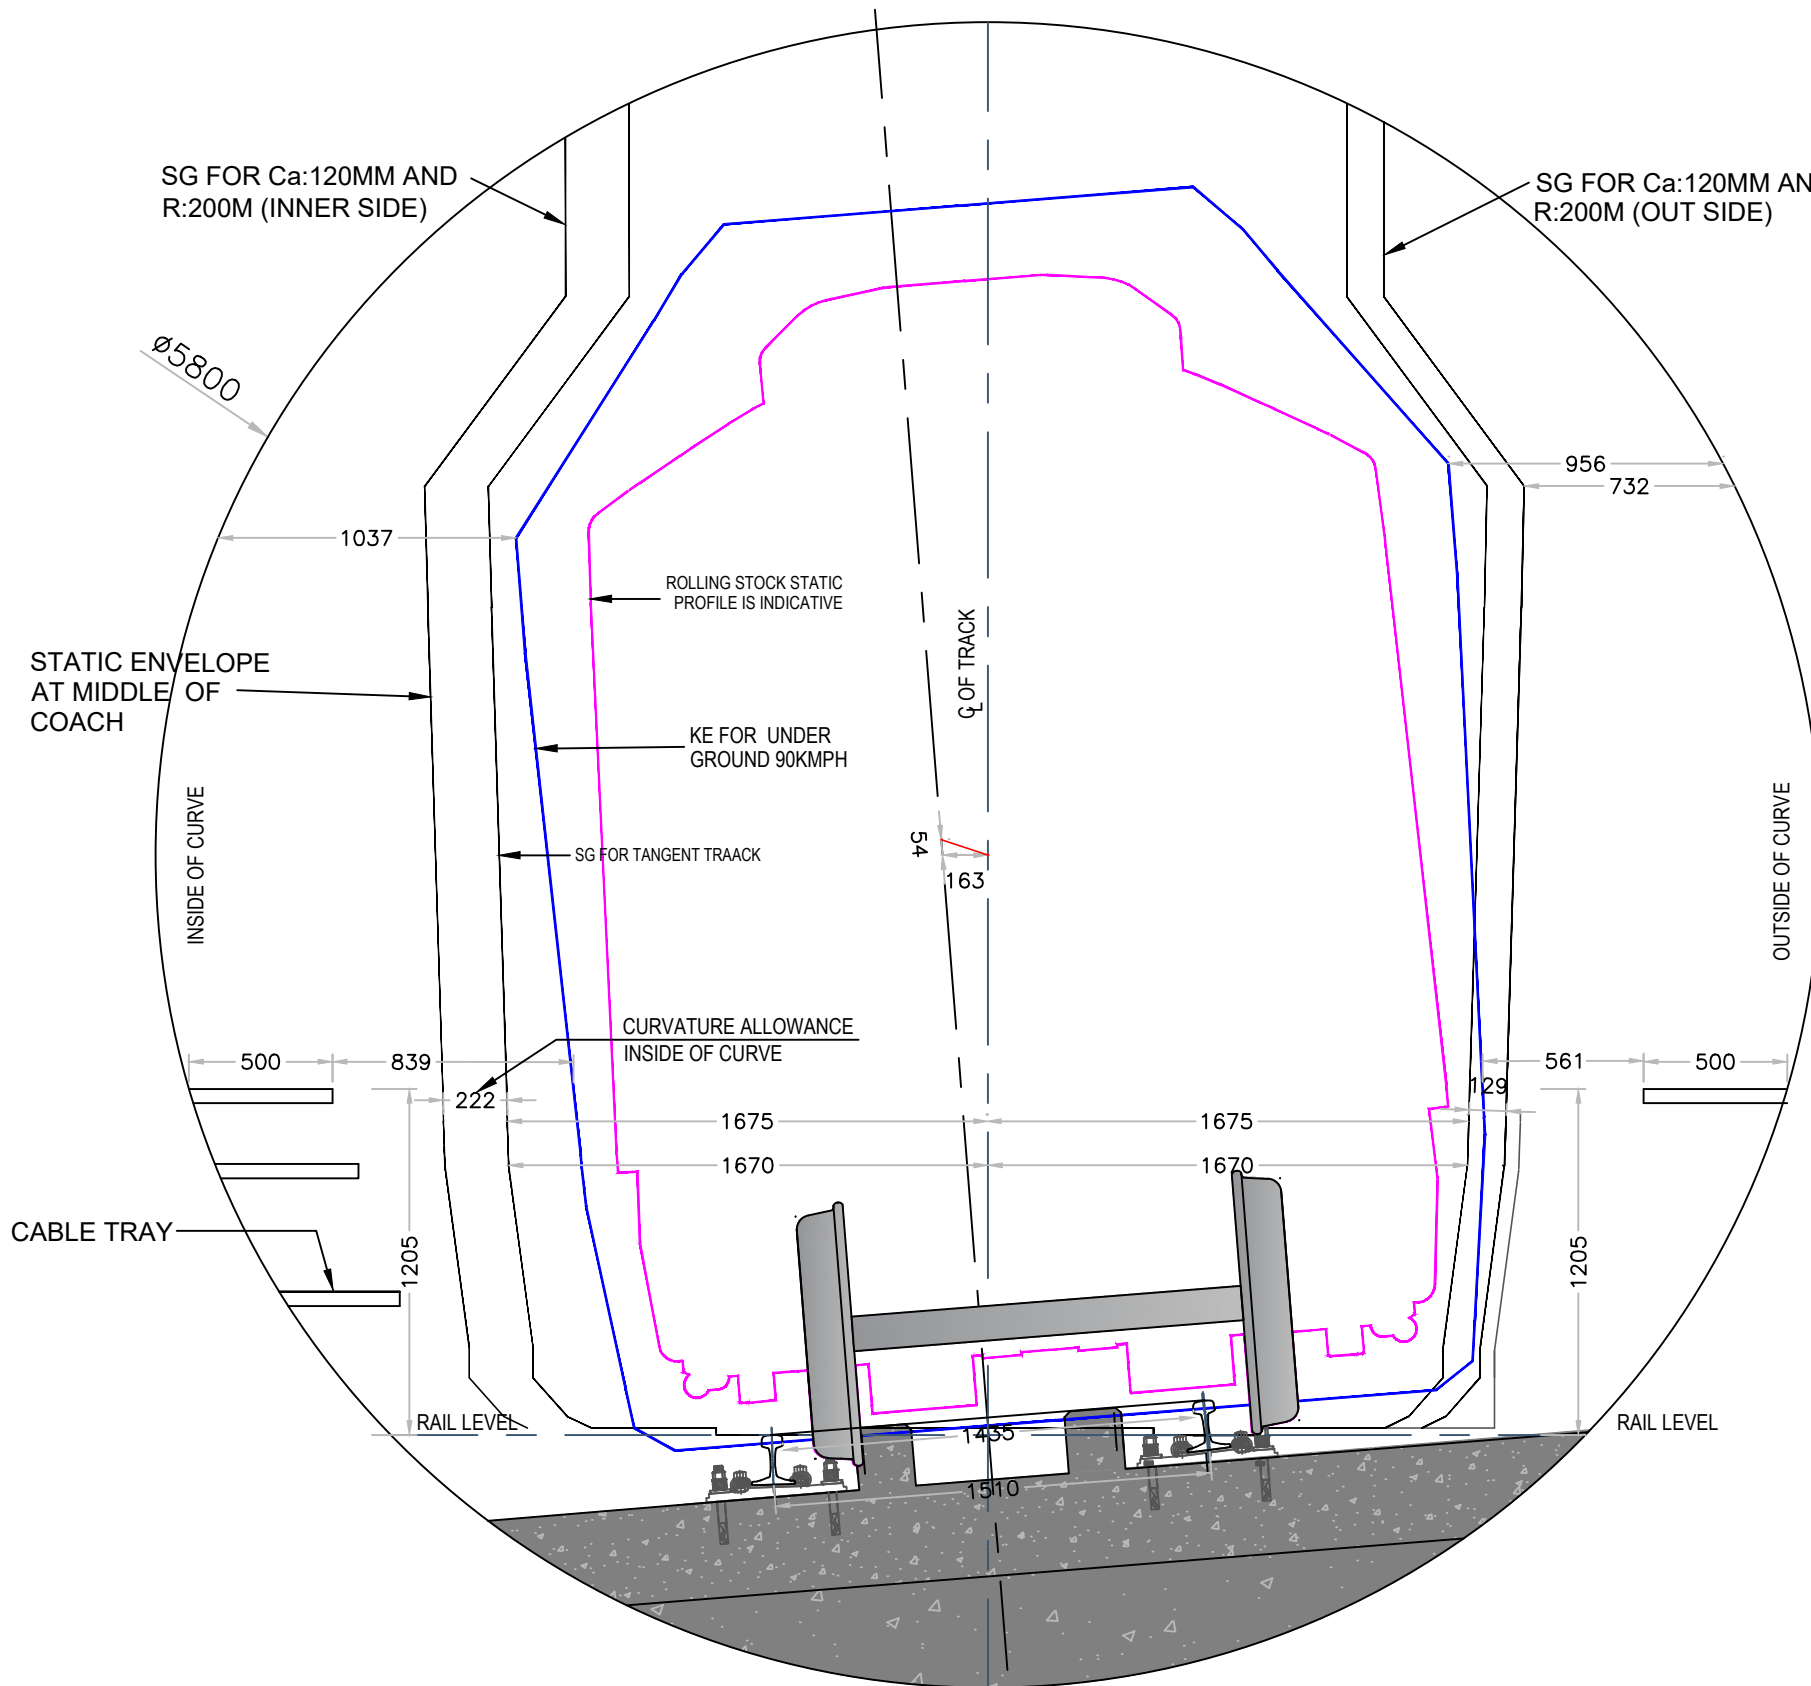 SG FOR Ca:120MM AND
R:200M (INNER SIDE)
SG FOR Ca:120MM AN
R:200M (OUT SIDE)
ø5800
956
732
1037
ROLLING STOCK STATIC
PROFILE IS INDICATIVE
℄ OF TRACK
STATIC ENVELOPE
AT MIDDLE OF
COACH
KE FOR UNDER
GROUND 90KMPH
INSIDE OF CURVE
OUTSIDE OF CURVE
54
163
SG FOR TANGENT TRAACK
CURVATURE ALLOWANCE
INSIDE OF CURVE
500
839
561
500
222
129
1675
1675
1670
1670
CABLE TRAY
1205
1205
RAIL LEVEL
RAIL LEVEL
1435
1510